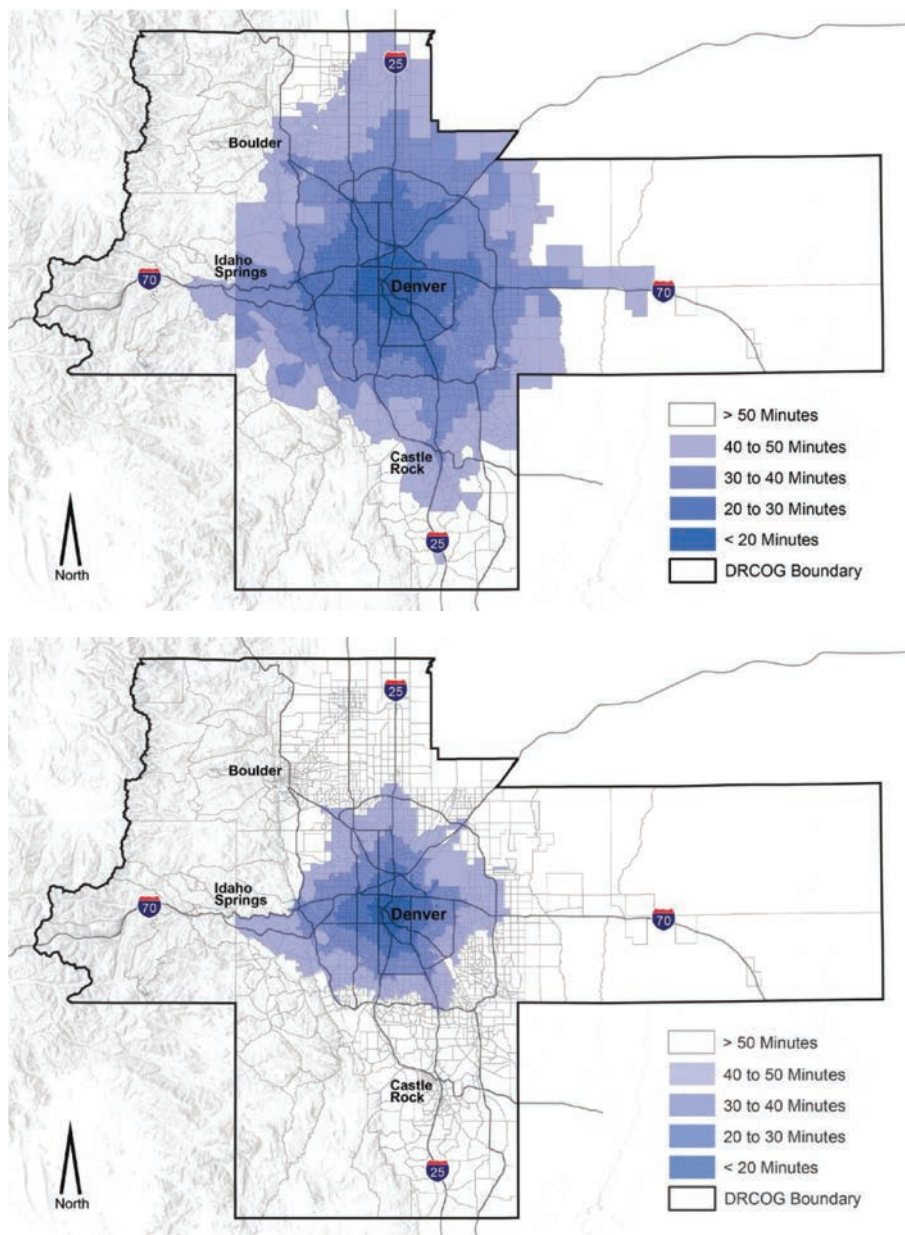 25
Boulder
Idaho
Springs
70
Denver
70
> 50 Minutes
40 to 50 Minutes
Castle
Rock
30 to 40 Minutes
20 to 30 Minutes
< 20 Minutes
25
North
DRCOG Boundary
25
Boulder
Idaho
Springs
70
Denver
70
> 50 Minutes
40 to 50 Minutes
Castle
Rock
30 to 40 Minutes
20 to 30 Minutes
< 20 Minutes
25
North
DRCOG Boundary